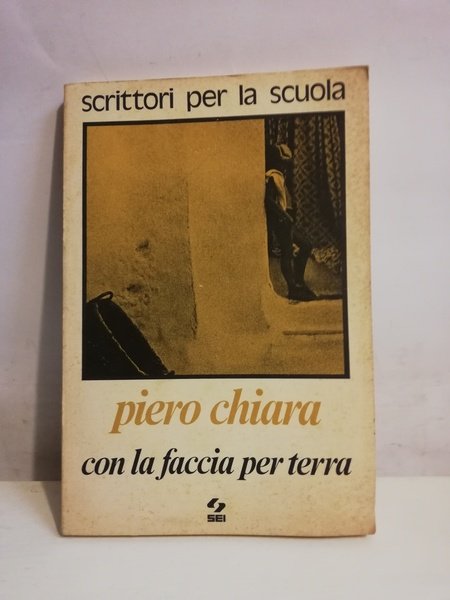 scrittori per la scuola
piero chiara
con la faccia per terra
SEI